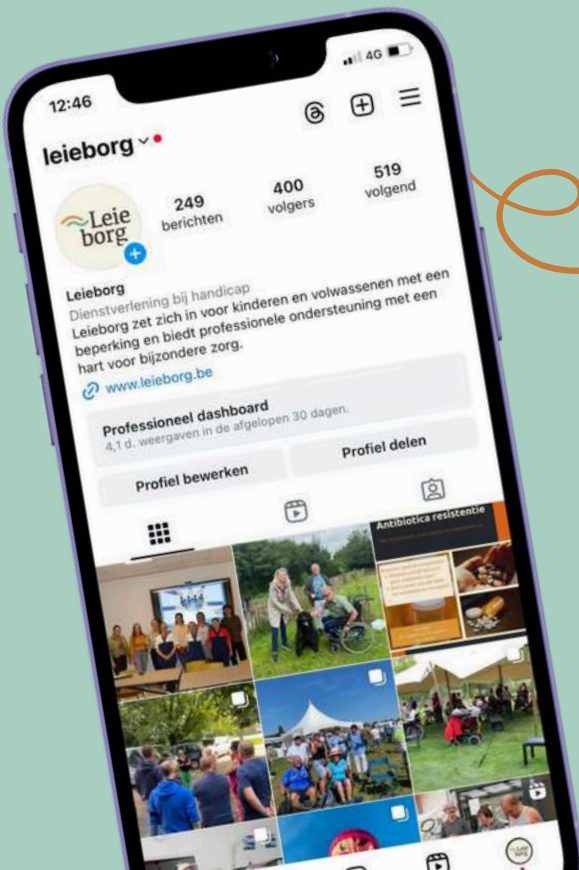 12:46
4G
leieborg
Leie
borg
249
berichten
400
volgers
519
volgend
Leieborg
Dienstverlening bij handicap
Leieborg zet zich in voor kinderen en volwassenen met een
beperking en biedt professionele ondersteuning met een
hart voor bijzondere zorg.
www.leieborg.be
Professioneel dashboard
4,1 d. weergaven in de afgelopen 30 dagen.
Profiel bewerken
Profiel delen
Antibiotica resistentie
Leie
borg